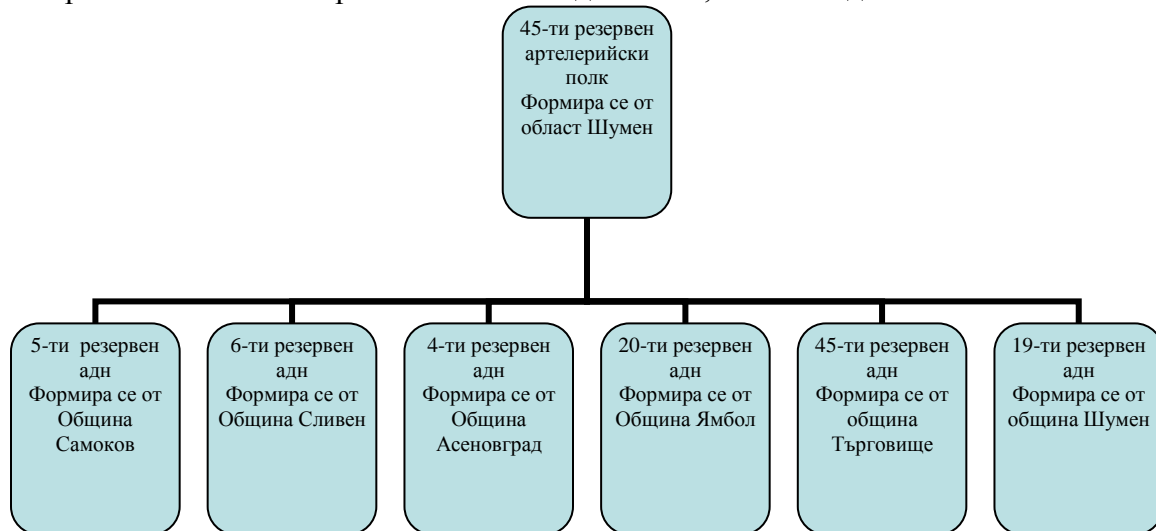 45-ти резервен
артелерийски
полк
Формира се от
област Шумен
5-ти резервен
адн
Формира се от
Община
Самоков
6-ти резервен
адн
Формира се от
Община Сливен
4-ти резервен
адн
Формира се от
Община
Асеновград
20-ти резервен
адн
Формира се от
Община Ямбол
45-ти резервен
адн
Формира се от
община
Търговище
19-ти резервен
адн
Формира се от
община Шумен